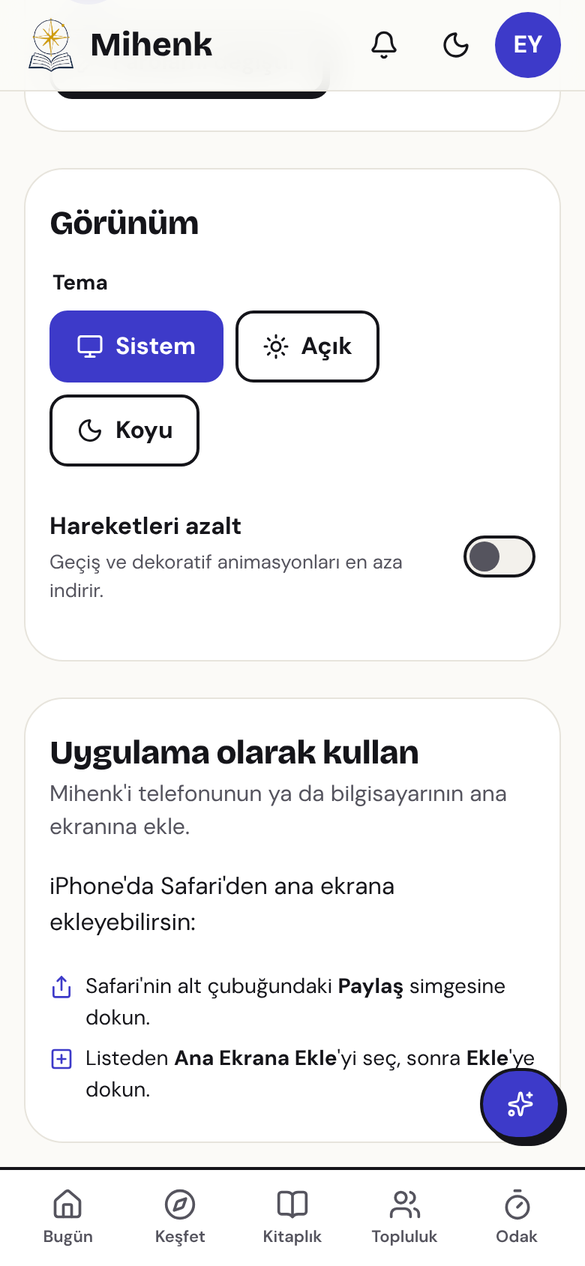 Mihenk
EY
Görünüm
Tema
Sistem
Açık
Koyu
Hareketleri azalt
Geçiş ve dekoratif animasyonları en aza
indirir.
Uygulama olarak kullan
Mihenk'i telefonunun ya da bilgisayarının ana
ekranına ekle.
iPhone'da Safari'den ana ekrana
ekleyebilirsin:
Safari'nin alt çubuğundaki Paylaş simgesine
dokun.
Listeden Ana Ekrana Ekle'yi seç, sonra Ekle'ye
dokun.
Bugün
Keşfet
Kitaplık
Topluluk
Odak